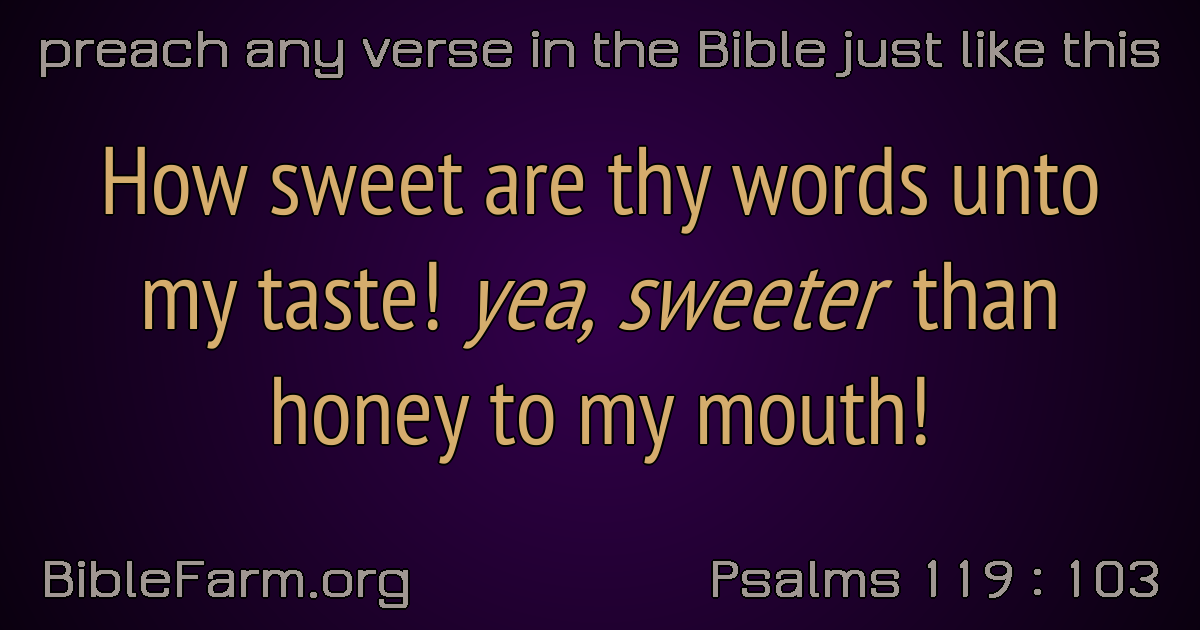 preach any verse in the Bible just like this
How sweet are thy words unto
my taste! yea, sweeter than
honey to my mouth!
BibleFarm.org
Psalms 119 : 103